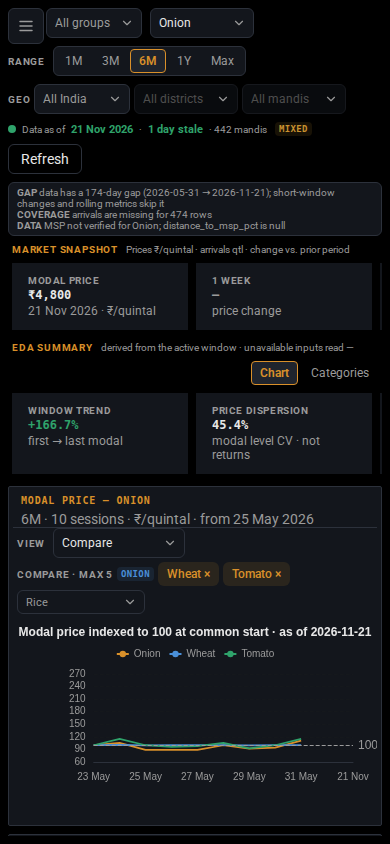 All groups
Onion
RANGE 1M 3M 6M 1Y Max
GEO All India All districts All mandis
Data as of 21 Nov 2026 · 1 day stale · 442 mandis MIXED
Refresh
GAP data has a 174-day gap (2026-05-31 → 2026-11-21); short-window
changes and rolling metrics skip it
COVERAGE arrivals are missing for 474 rows
DATA MSP not verified for Onion; distance_to_msp_pct is null
MARKET SNAPSHOT Prices ₹/quintal · arrivals qtl · change vs. prior period
MODAL PRICE
₹4,800
21 Nov 2026 · ₹/quintal
1 WEEK
—
price change
EDA SUMMARY derived from the active window · unavailable inputs read —
Chart Categories
WINDOW TREND
+166.7%
first → last modal
PRICE DISPERSION
45.4%
modal level CV · not
returns
MODAL PRICE — ONION
6M · 10 sessions · ₹/quintal · from 25 May 2026
VIEW Compare
COMPARE · MAX 5 ONION Wheat × Tomato ×
Rice
Modal price indexed to 100 at common start · as of 2026-11-21
Onion Wheat Tomato
270
240
210
180
150
120
90
60
100
23 May 25 May 27 May 29 May 31 May 21 Nov